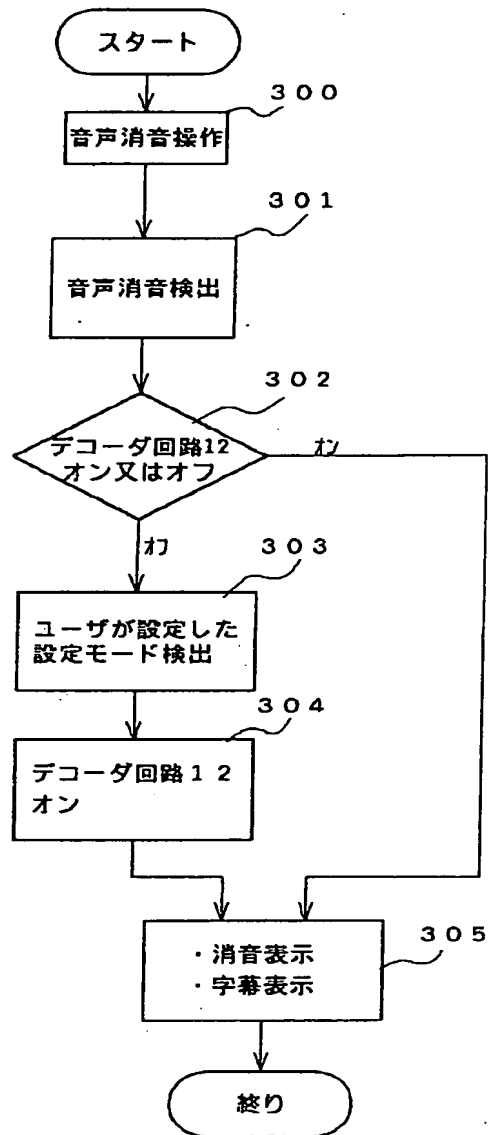 スタート
３００
音声消音操作
３０１
音声消音検出
３０２
デコーダ回路12
オン又はオフ
ｵﾝ
ｵﾌ
３０３
ユーザが設定した
設定モード検出
３０４
デコーダ回路１２
オン
３０５
・消音表示
・字幕表示
終り